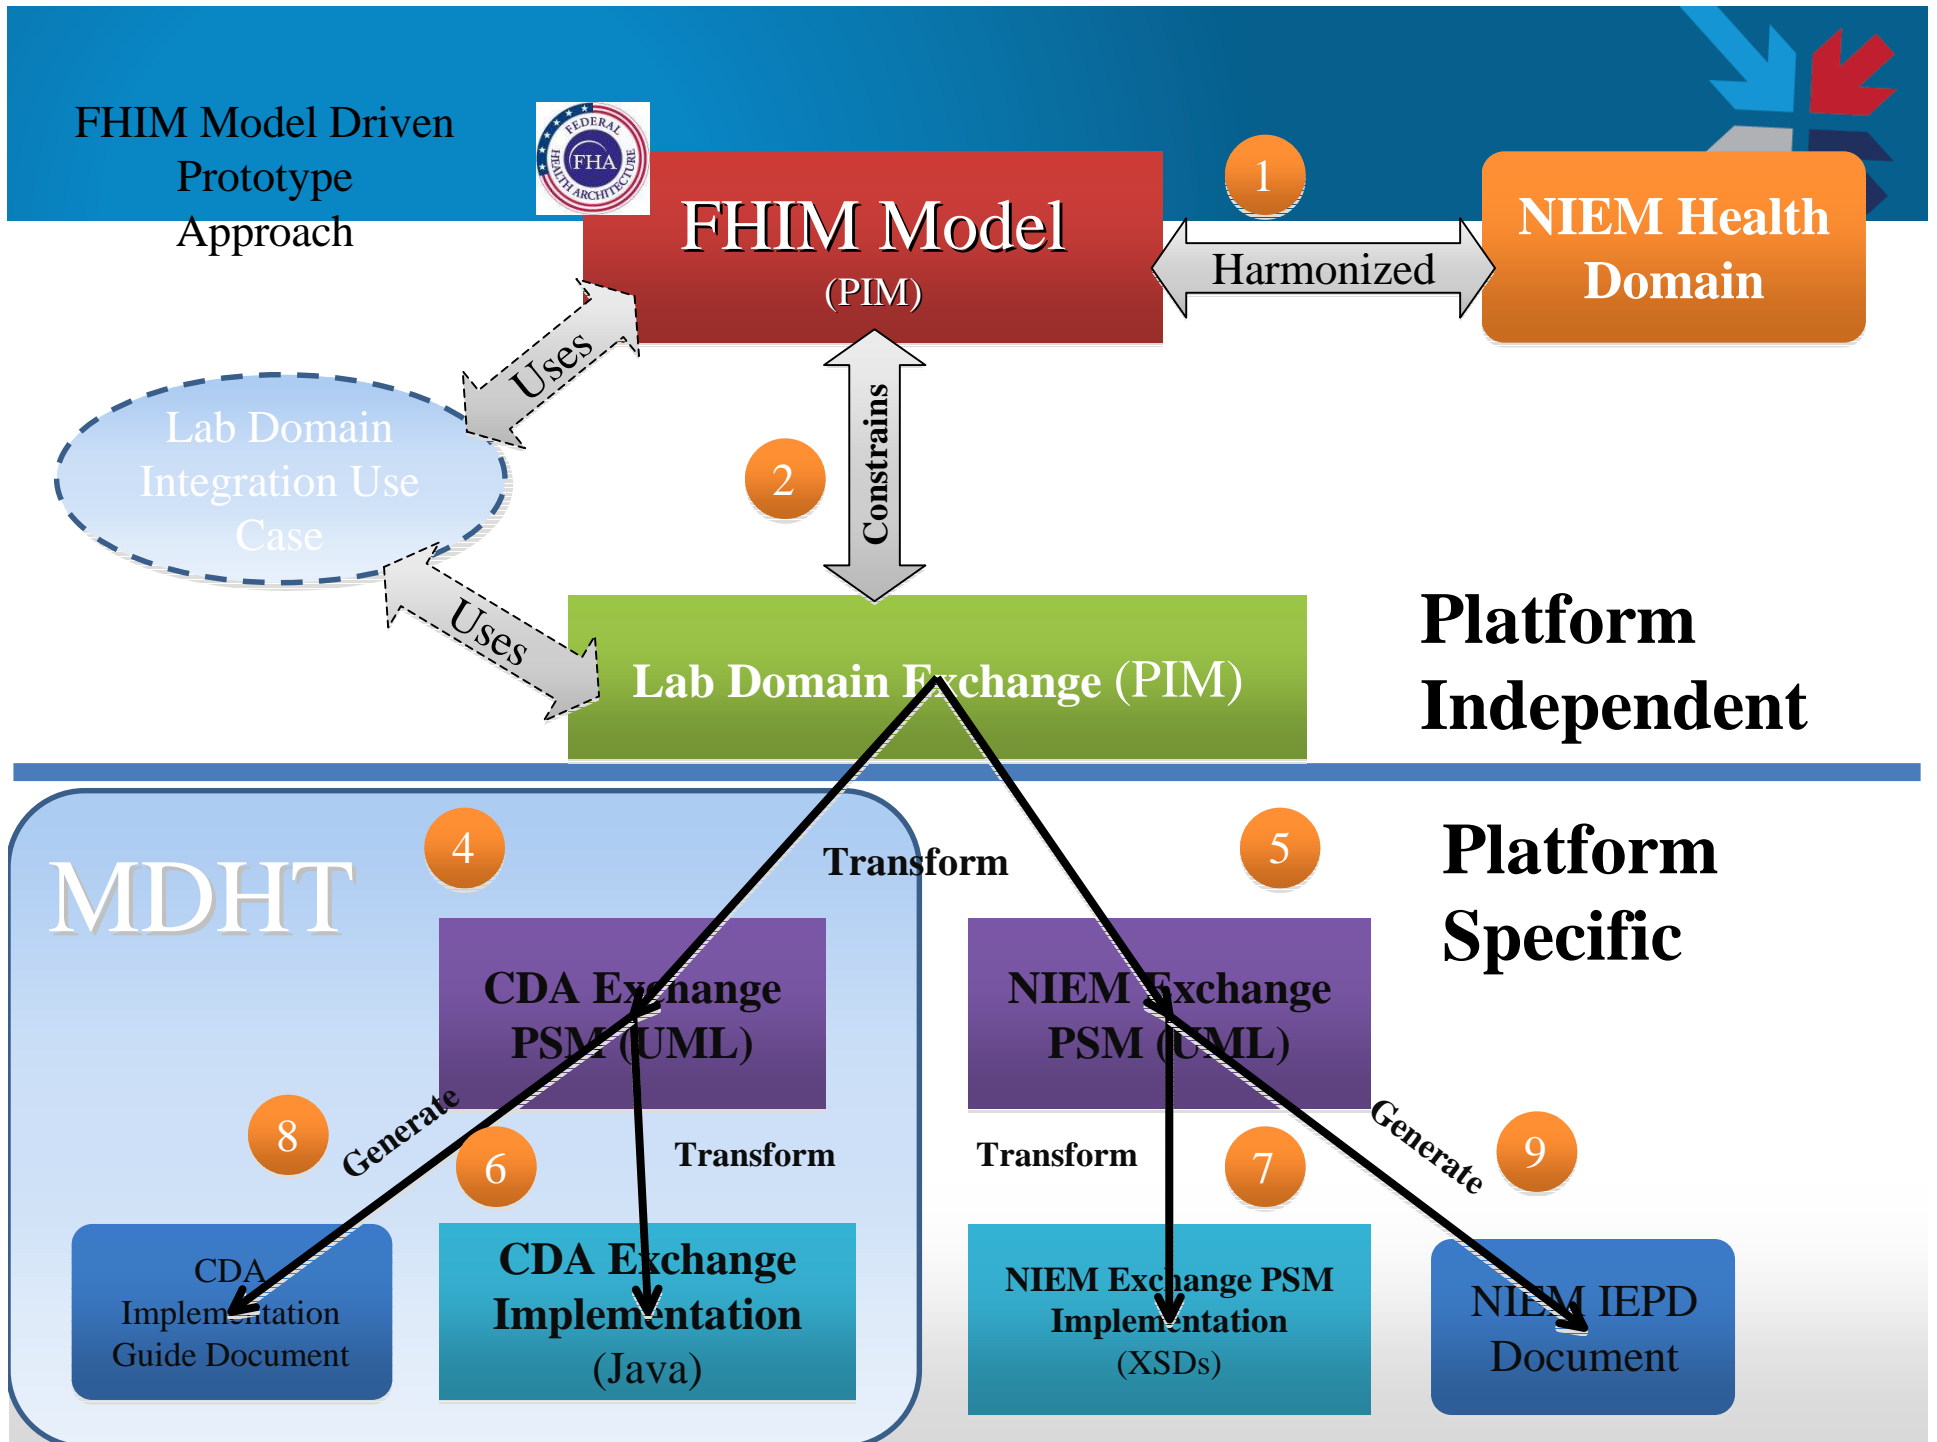 FHIM Model Driven
Prototype
Approach
FEDERAL
HEALTH ARCHITECTURE
FHA
FHIM Model
(PIM)
1
Harmonized
NIEM Health
Domain
Uses
Lab Domain
Integration Use
Case
2
Constrains
Uses
Lab Domain Exchange (PIM)
Platform
Independent
MDHT
4
Transform
5
Platform
Specific
CDA Exchange
PSM (UML)
NIEM Exchange
PSM (UML)
8
Generate
6
Transform
Transform
7
Generate
9
CDA
Implementation
Guide Document
CDA Exchange
Implementation
(Java)
NIEM Exchange PSM
Implementation
(XSDs)
NIEM IEPD
Document